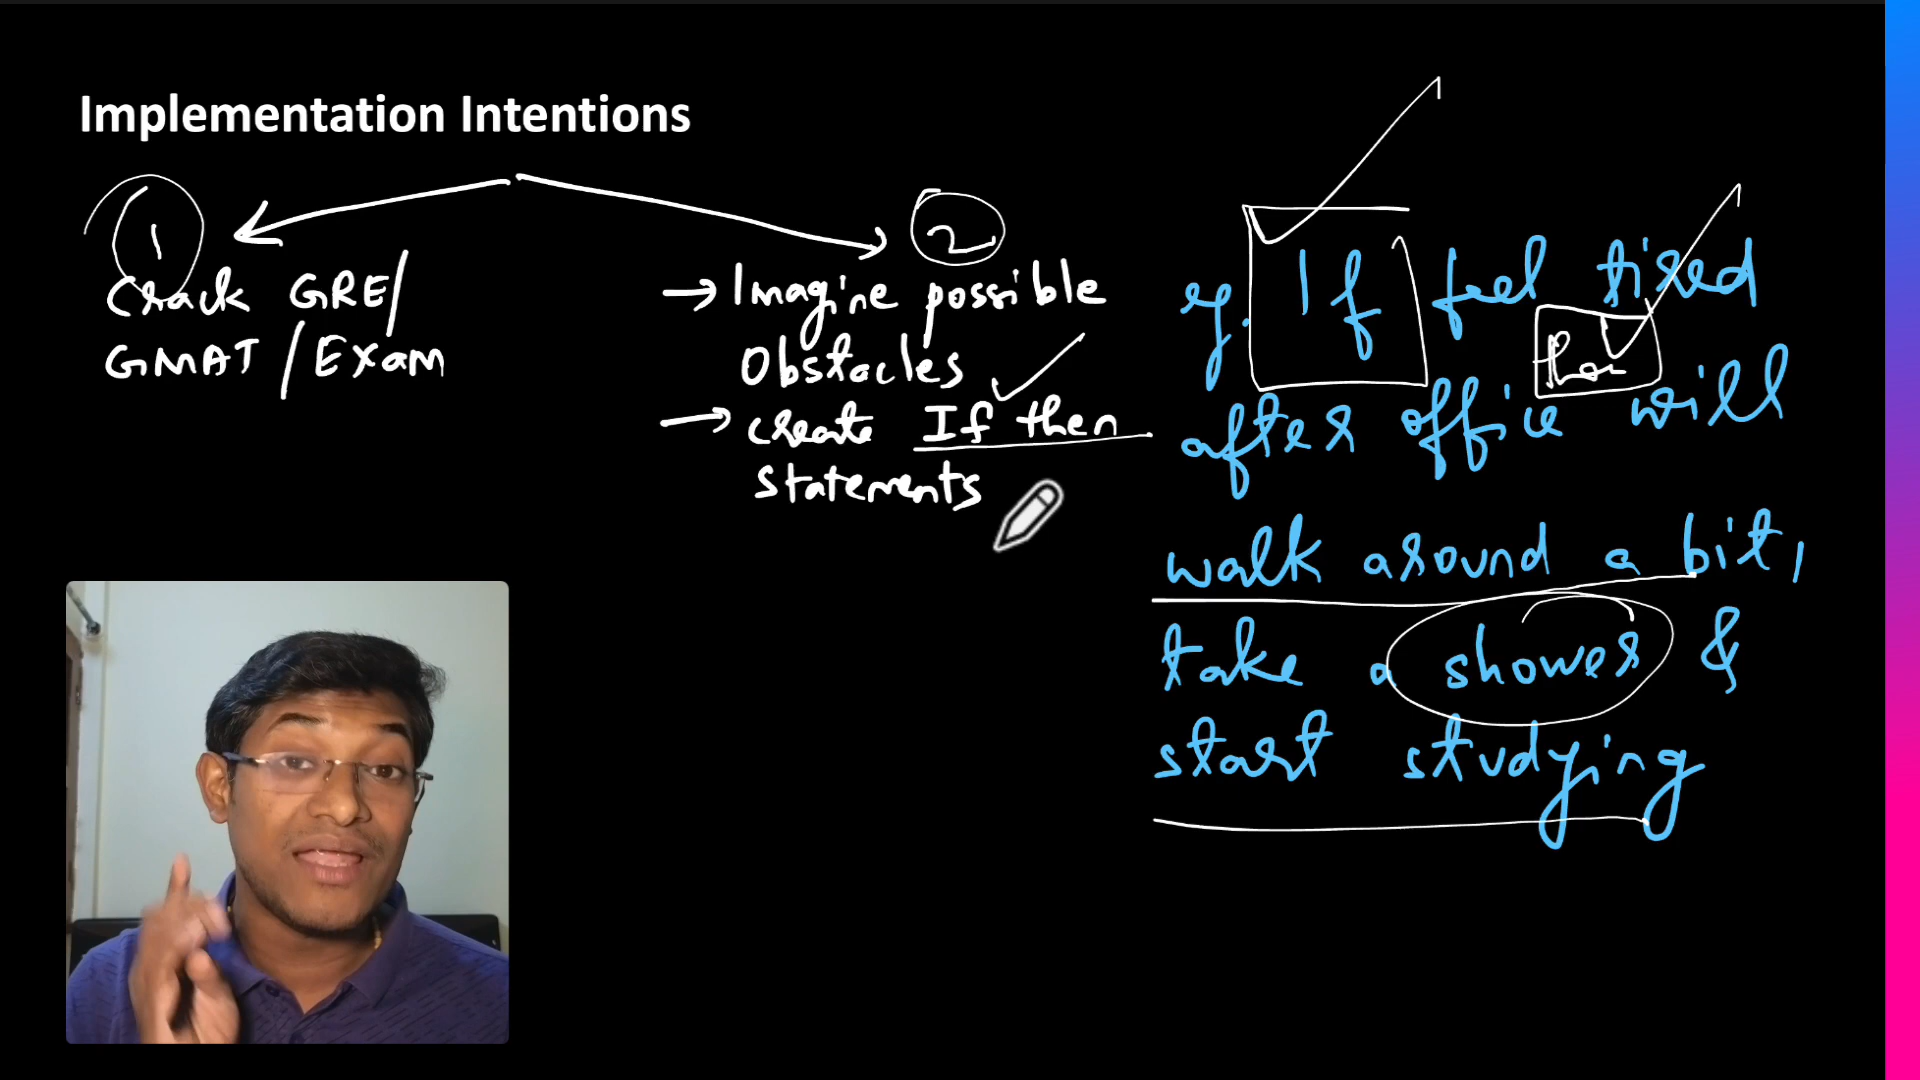 Implementation Intentions
1
Crack GRE/
GMAT / Exam
2
→ Imagine possible
Obstacles
→ create If then
statements
eg. If feel tired
then
after office will
walk around a bit,
take a shower &
start studying